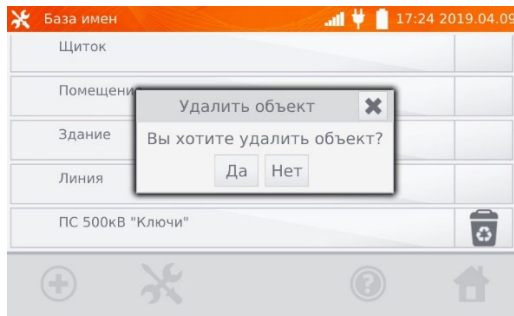 База имен
17:24 2019.04.09
Щиток
Помещени
Удалить объект
Здание
Вы хотите удалить объект?
Линия
Да Нет
ПС 500кВ "Ключи"